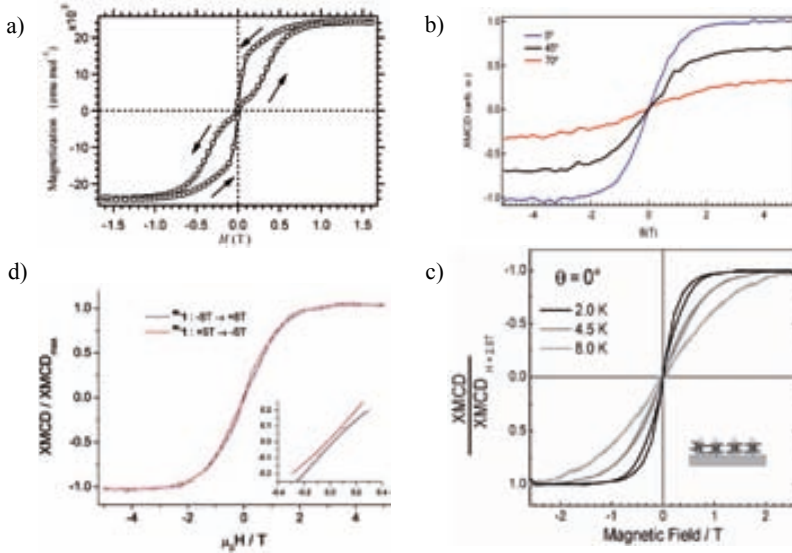 a)
×10³
20
10
0
-10
-20
Magnetization (emu mol⁻¹)
-1.5 -1.0 -0.5 0.0 0.5 1.0 1.5
H (T)
b)
1.0
0.5
0.0
-0.5
-1.0
XMCD (arb. u.)
0°
45°
70°
-4 -2 0 2 4
B(T)
d)
1.0
0.5
0.0
-0.5
-1.0
XMCD / XMCD
-4 -2 0 2 4
μ₀H / T
c)
-1.0
-0.5
0.0
0.5
1.0
XMCD
XMCD
Θ = 0°
2.0 K
4.5 K
8.0 K
-2 -1 0 1 2
Magnetic Field / T